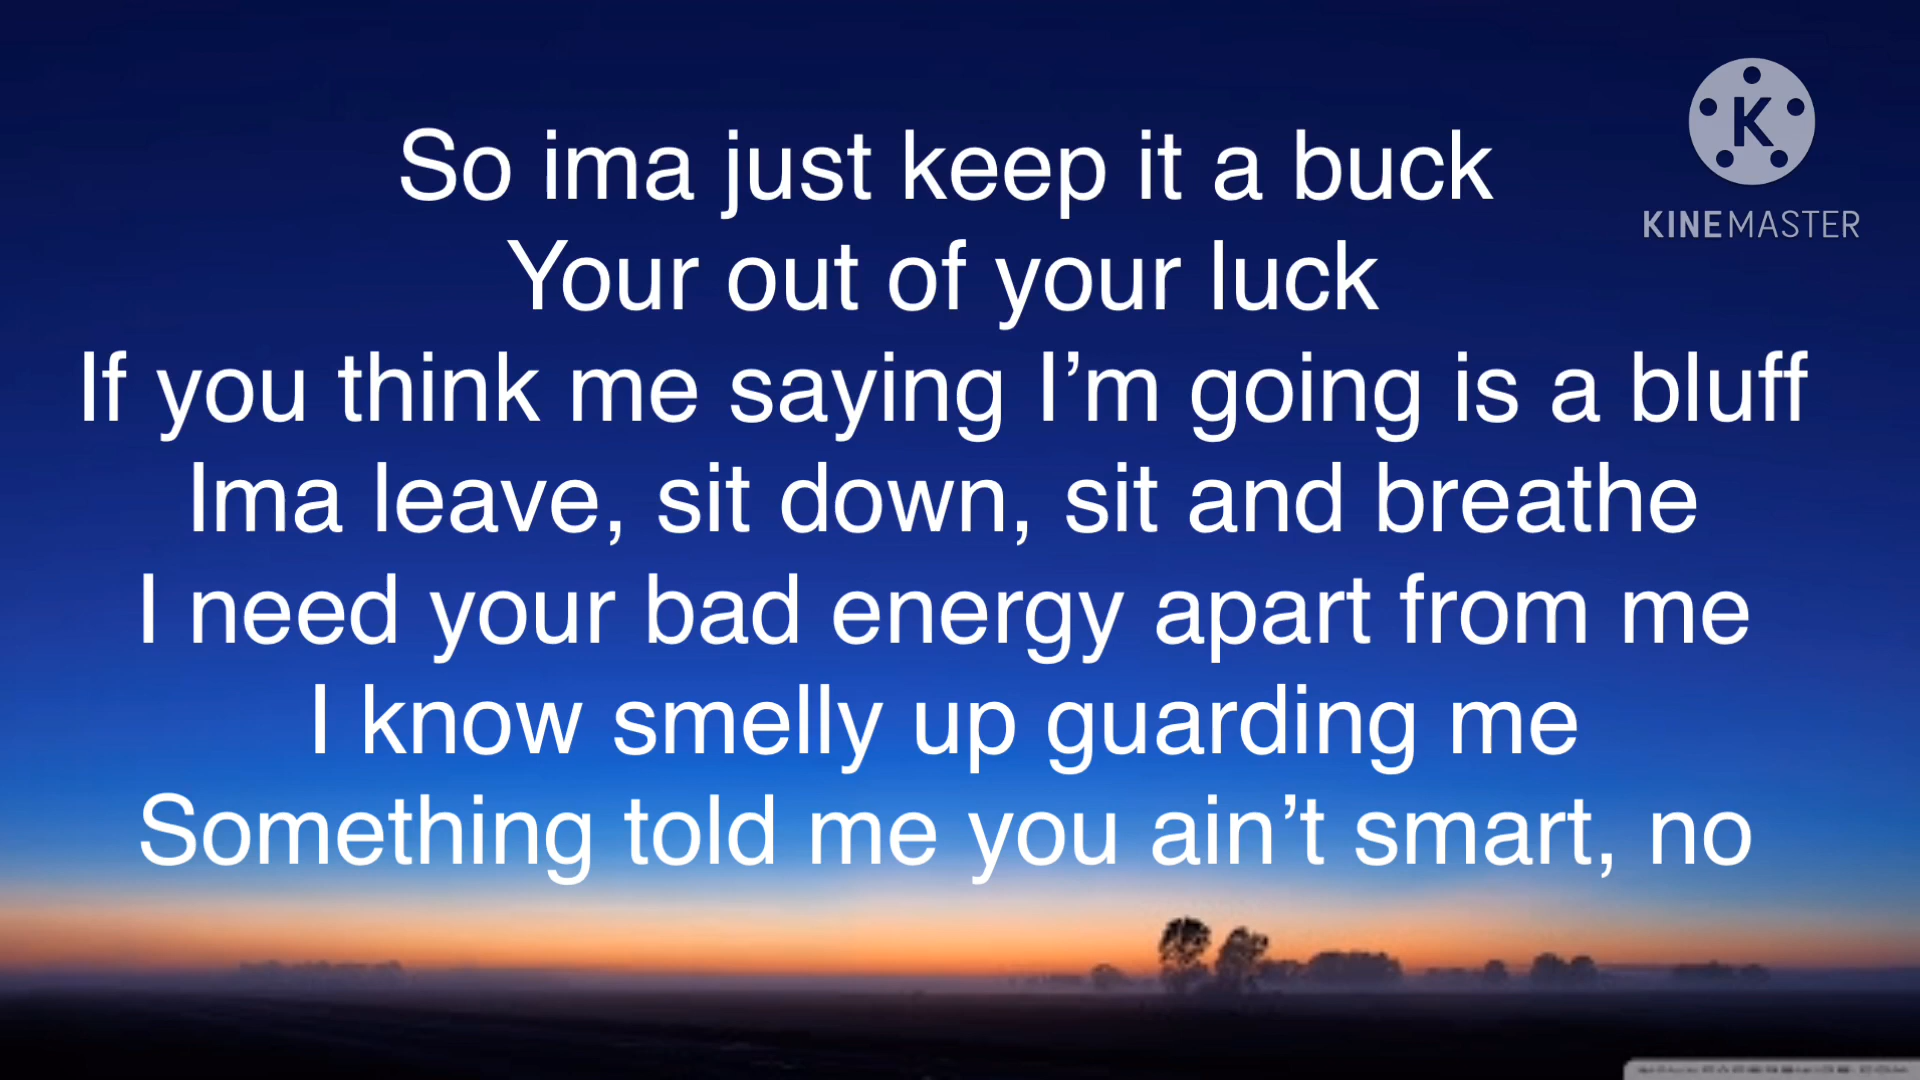 So ima just keep it a buck
Your out of your luck
If you think me saying I’m going is a bluff
Ima leave, sit down, sit and breathe
I need your bad energy apart from me
I know smelly up guarding me
Something told me you ain’t smart, no
K
KINEMASTER